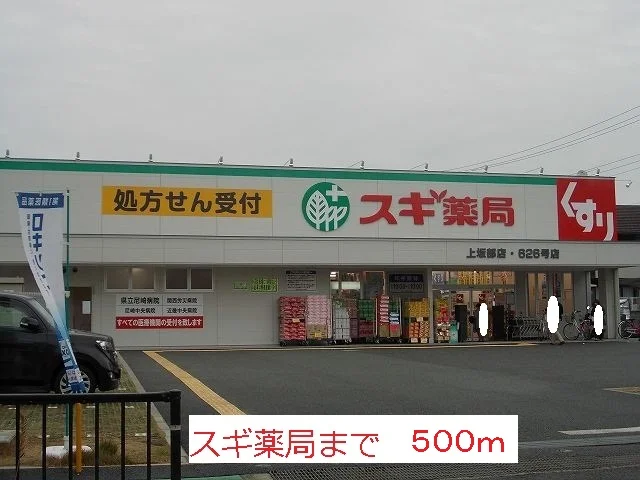 処方せん受付
スギ薬局
くすり
上坂部店・626号店
県立尼崎病院 関西労災病院
尼崎中央病院 近畿中央病院
すべての医療機関の受付を致します
スギ薬局まで 500m